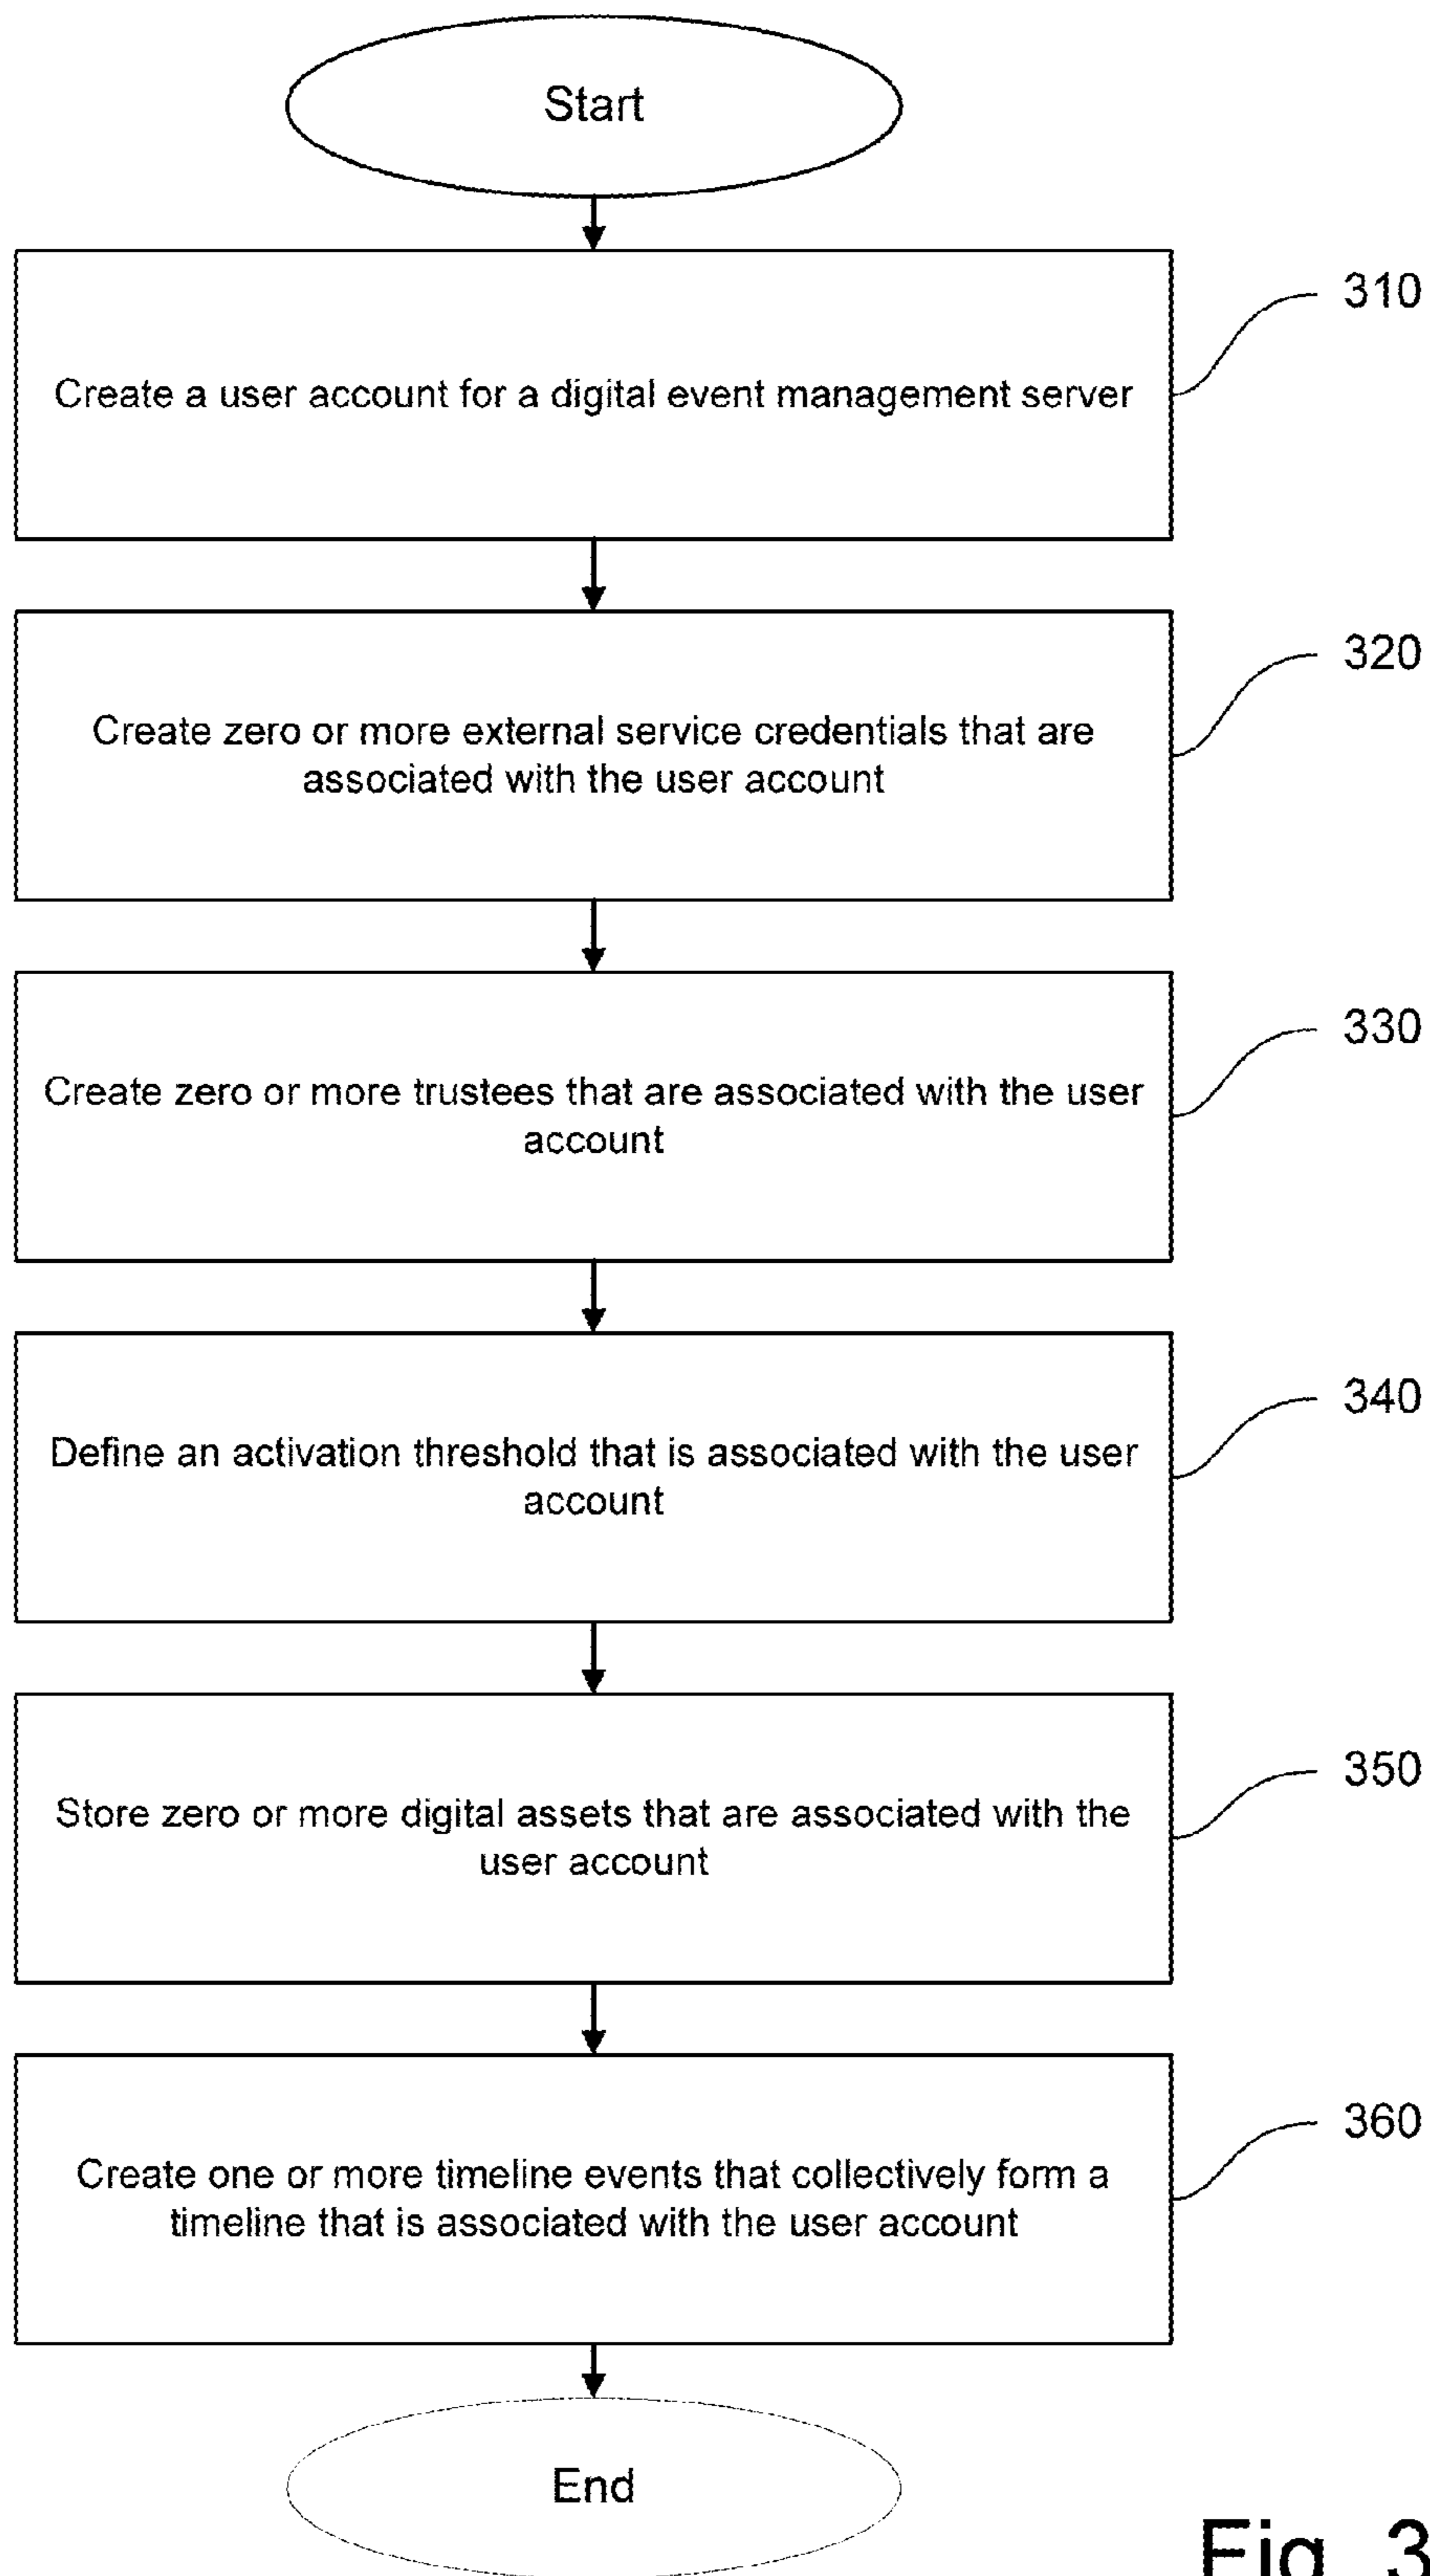 Start
310
Create a user account for a digital event management server
320
Create zero or more external service credentials that are
associated with the user account
330
Create zero or more trustees that are associated with the user
account
340
Define an activation threshold that is associated with the user
account
350
Store zero or more digital assets that are associated with the
user account
360
Create one or more timeline events that collectively form a
timeline that is associated with the user account
End
Fig. 3